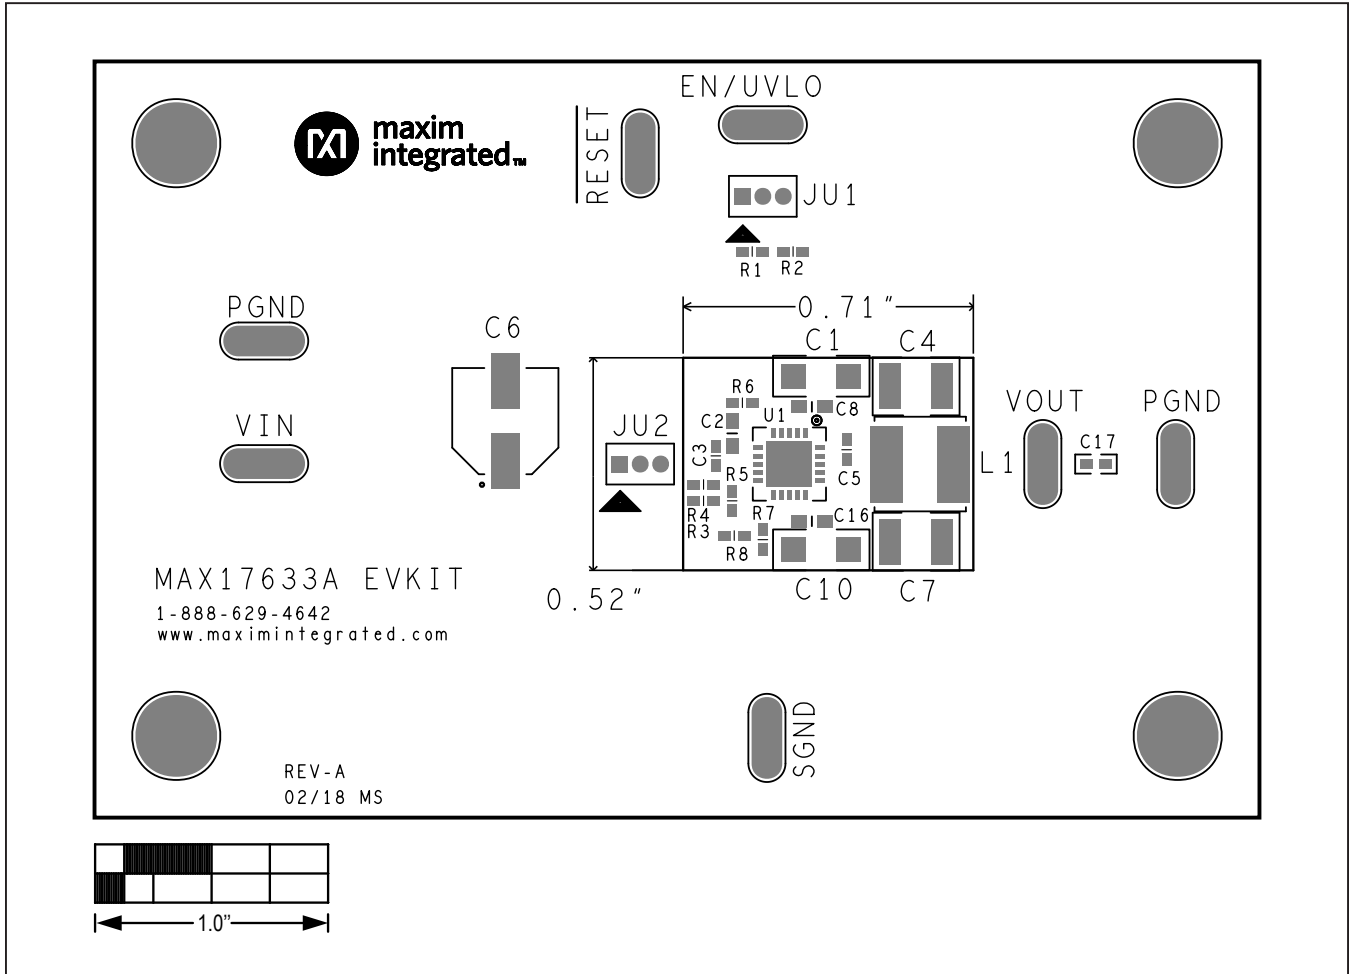 EN/UVLO
maxim
integrated™
RESET
JU1
R1
R2
PGND
C6
0.71"
C1
C4
R6
VIN
JU2
C2
U1
C8
VOUT
PGND
C3
R5
C5
L1
C17
R4
R3
R7
C16
R8
C10
C7
0.52"
MAX17633A EVKIT
1-888-629-4642
www.maximintegrated.com
SGND
REV-A
02/18 MS
1.0”